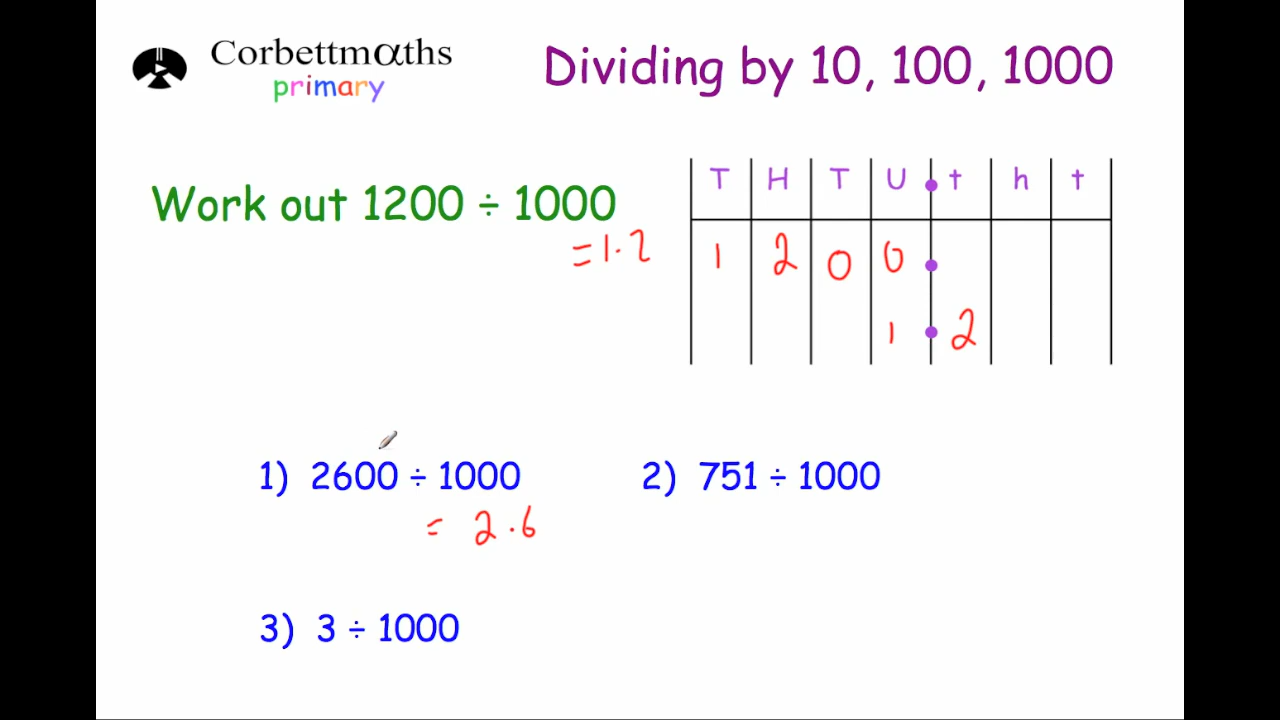 Corbettmαths
primary
Dividing by 10, 100, 1000
Work out 1200 ÷ 1000
= 1.2
T H T U . t h t
1 2 0 0 .
1 . 2
1) 2600 ÷ 1000
= 2.6
2) 751 ÷ 1000
3) 3 ÷ 1000